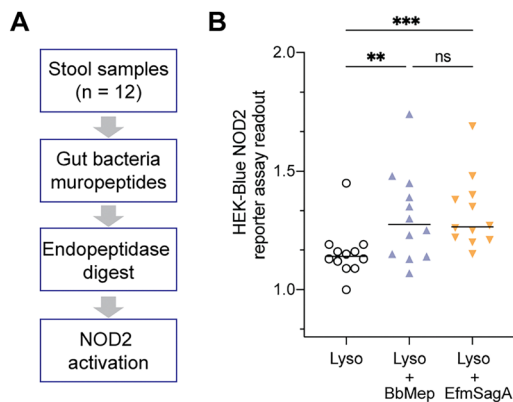 A
Stool samples
(n = 12)
Gut bacteria
muropeptides
Endopeptidase
digest
NOD2
activation
B
HEK-Blue NOD2
reporter assay readout
2.0
1.5
1.0
***
**
ns
Lyso
Lyso
+
BbMep
Lyso
+
EfmSagA